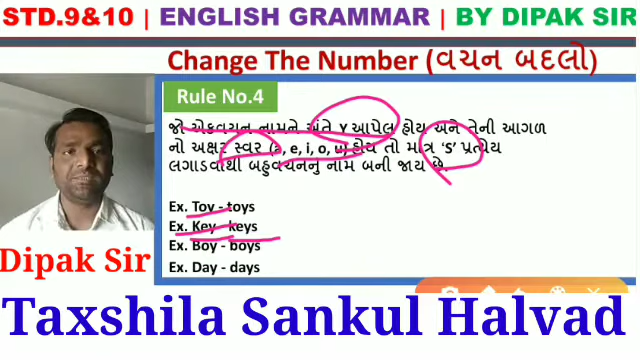 STD.9&10 | ENGLISH GRAMMAR | BY DIPAK SIR
Change The Number (વચન બદલો)
Rule No.4
જો એકવચન નામને અંતે Y આપેલ હોય અને તેની આગળ
નો અક્ષર સ્વર (a, e, i, o, u) હોય તો માત્ર ‘S’ પ્રત્યય
લગાડવાથી બહુવચનનુ નામ બની જાય છે.
Ex. Toy - toys
Ex. Key - keys
Ex. Boy - boys
Ex. Day - days
Dipak Sir
Taxshila Sankul Halvad